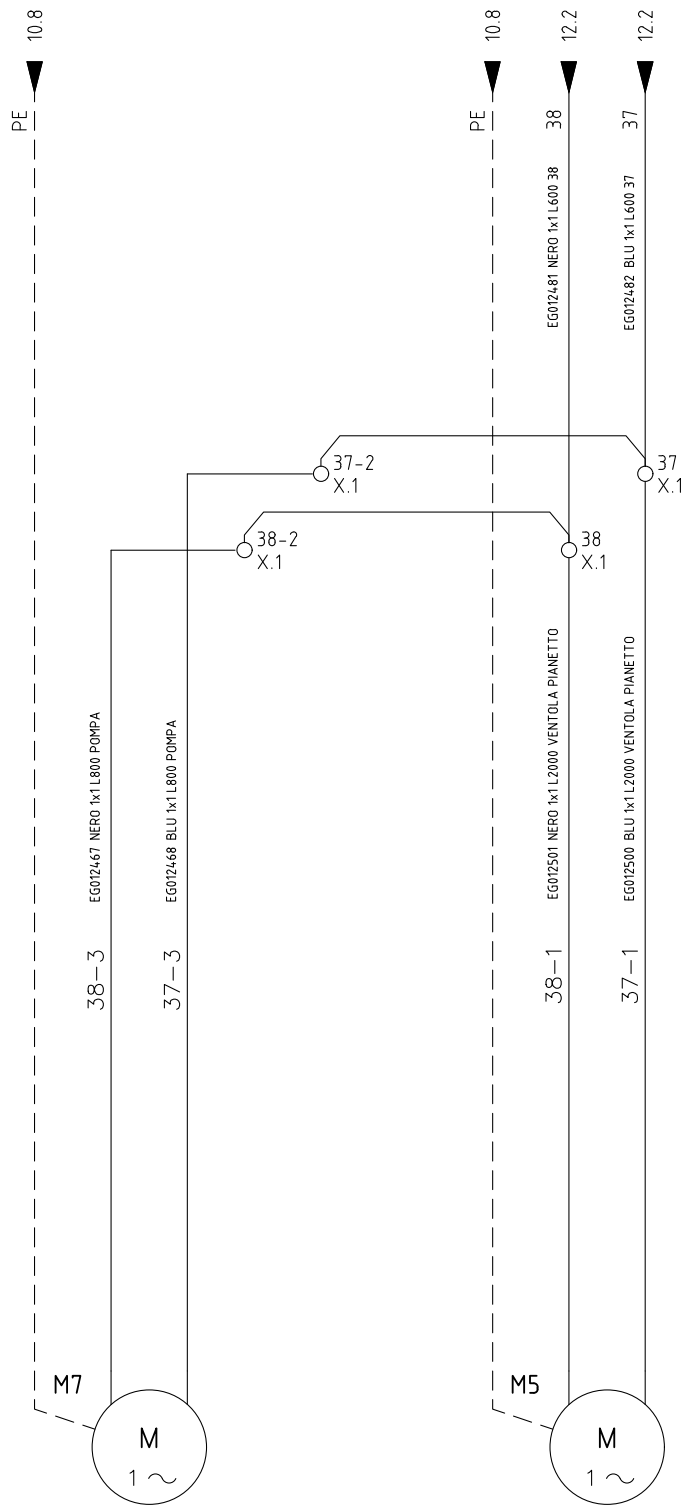 10.8
10.8
12.2
12.2
PE
PE
38
37
EG012481 NERO 1x1 L600 38
EG012482 BLU 1x1 L600 37
37-2
X.1
37
X.1
38-2
X.1
38
X.1
EG012467 NERO 1x1 L800 POMPA
EG012468 BLU 1x1 L800 POMPA
EG012501 NERO 1x1 L2000 VENTOLA PIANETTO
EG012500 BLU 1x1 L2000 VENTOLA PIANETTO
38-3
37-3
38-1
37-1
M7
M5
M
1 ~
M
1 ~